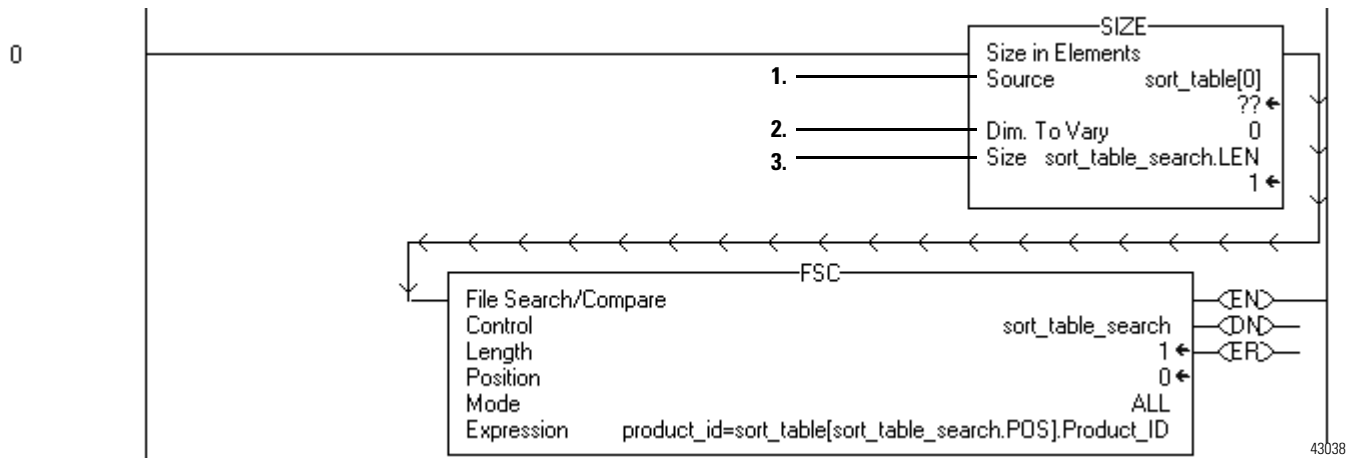 SIZE
0
Size in Elements
1. Source sort_table[0]
??
2. Dim. To Vary 0
3. Size sort_table_search.LEN
1
FSC
File Search/Compare
EN
Control sort_table_search
DN
Length 1
ER
Position 0
Mode ALL
Expression product_id=sort_table[sort_table_search.POS].Product_ID
43038